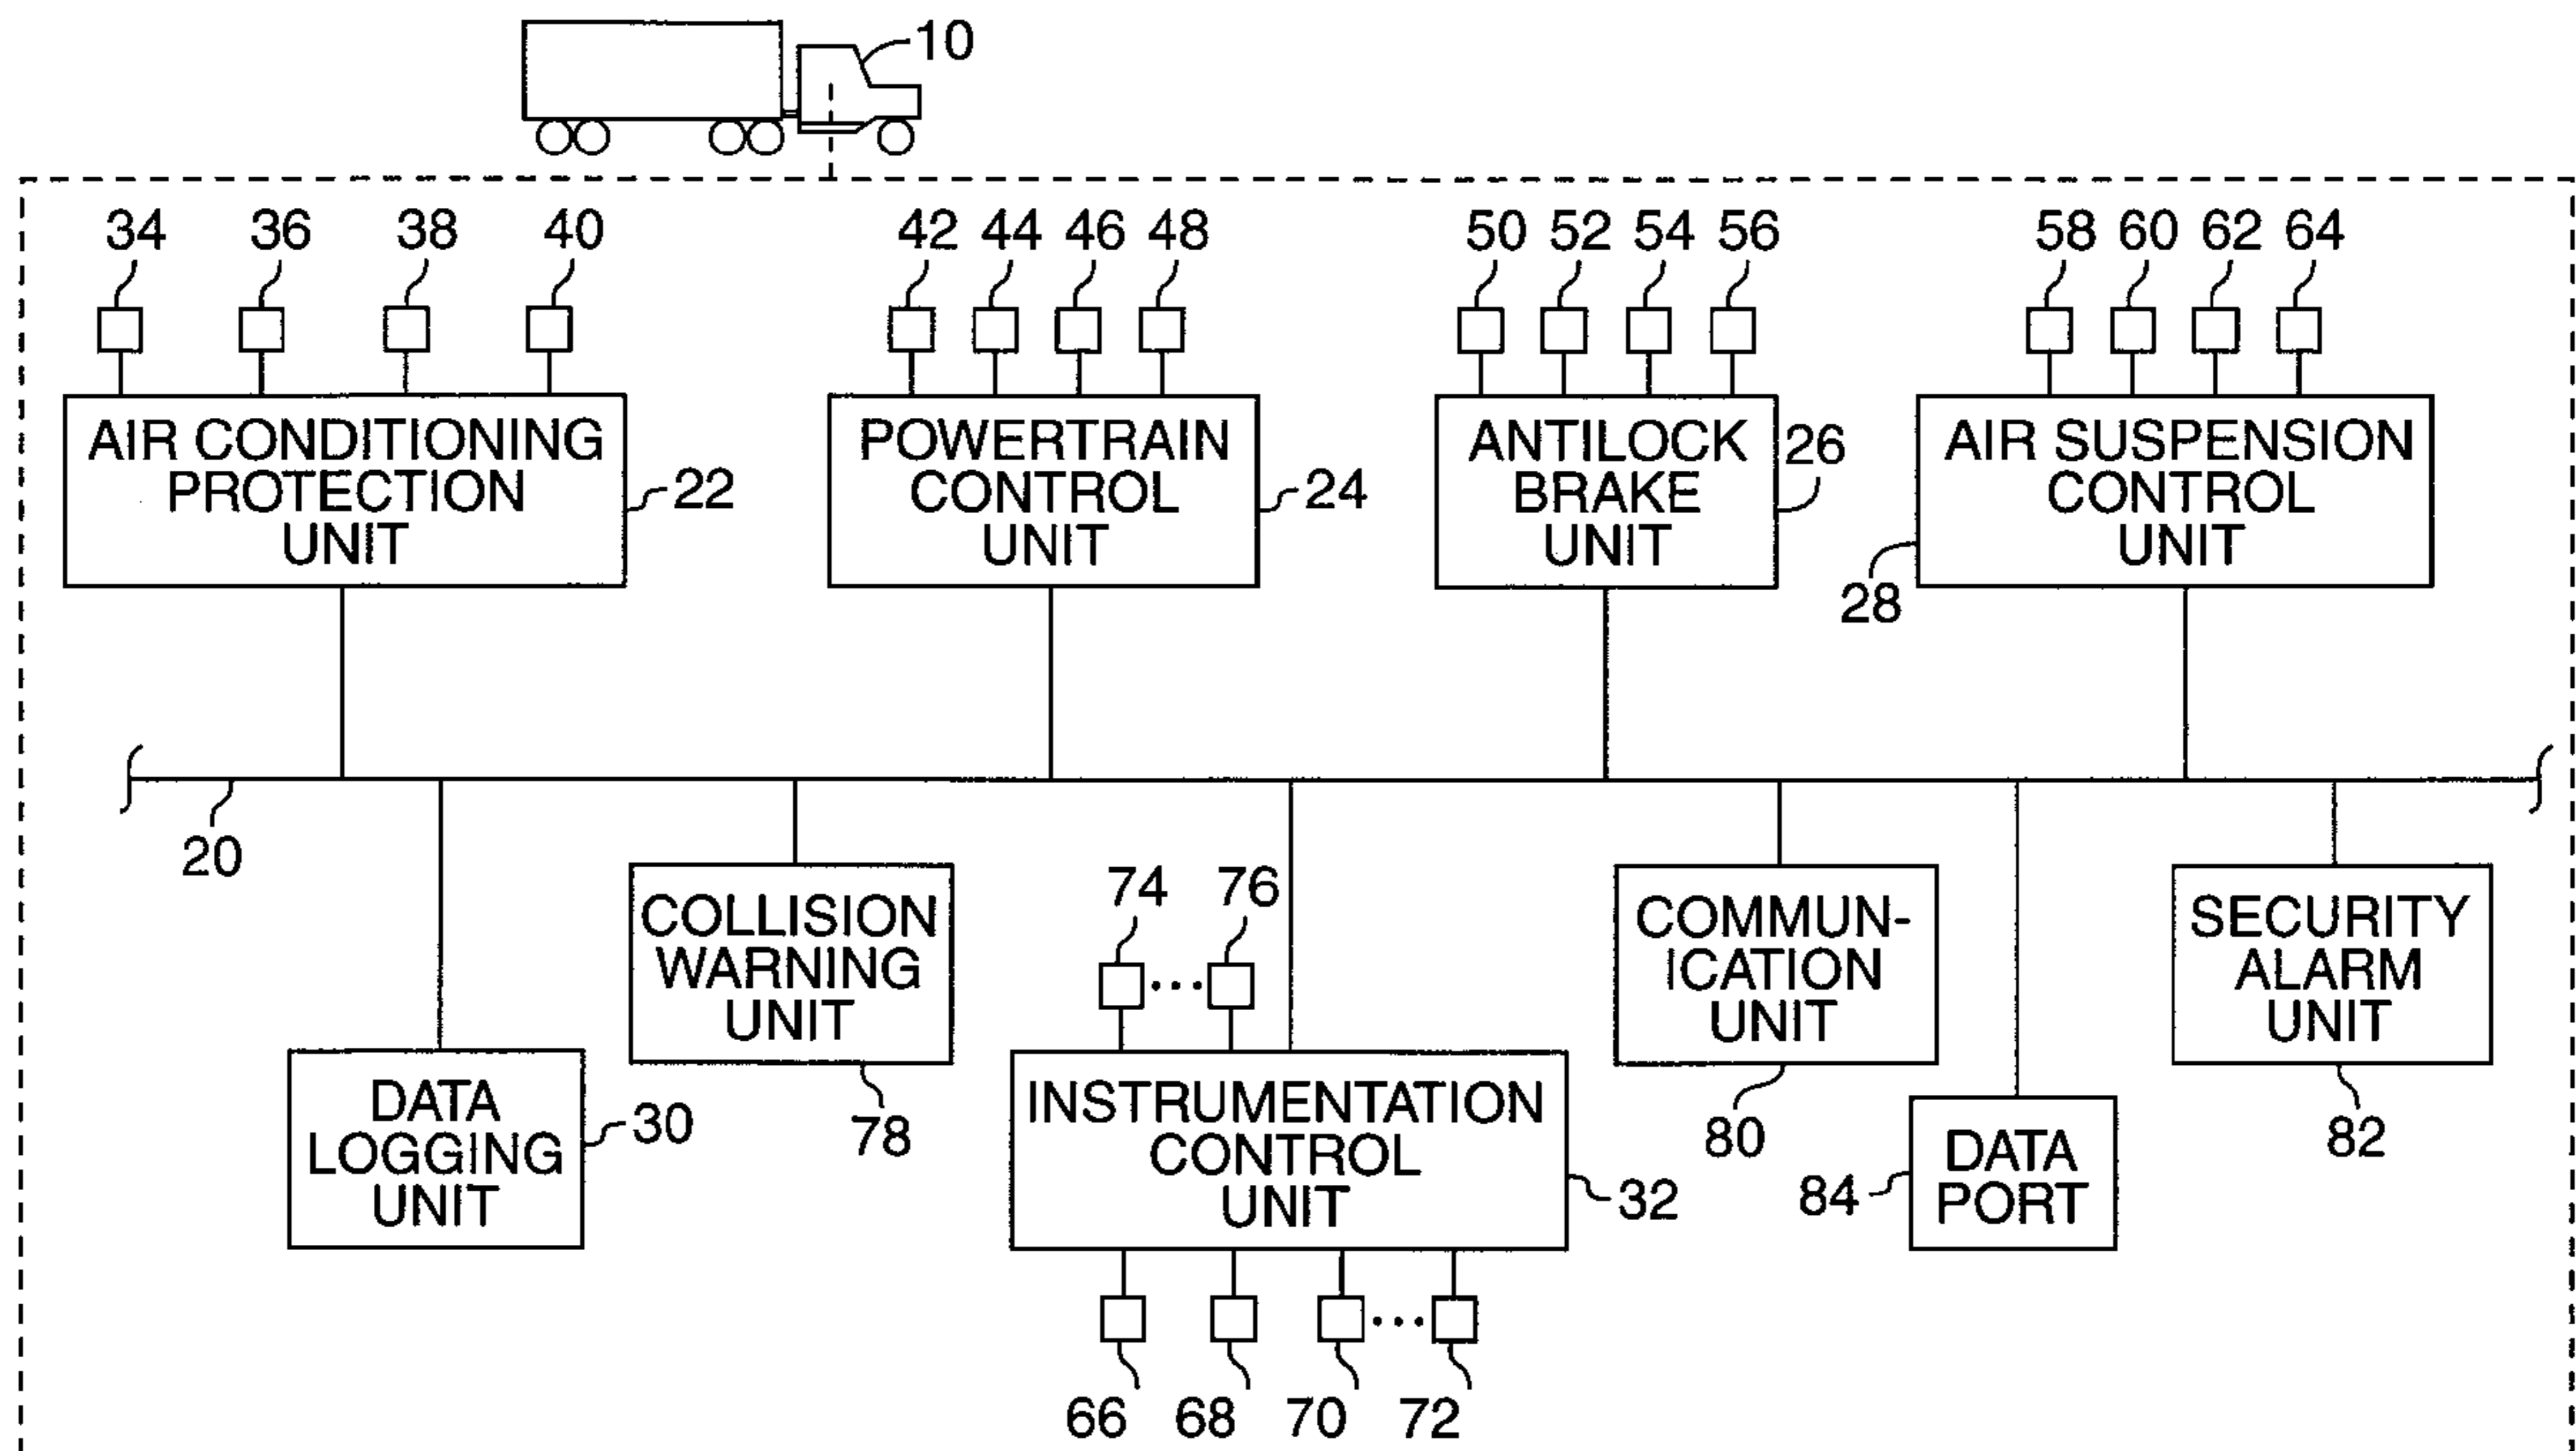 10
34 36 38 40 42 44 46 48 50 52 54 56 58 60 62 64
AIR CONDITIONING
PROTECTION
UNIT
22
POWERTRAIN
CONTROL
UNIT
24
ANTILOCK
BRAKE
UNIT
26
AIR SUSPENSION
CONTROL
UNIT
28
20
COLLISION
WARNING
UNIT
78
74 76
COMMUN-
ICATION
UNIT
80
SECURITY
ALARM
UNIT
82
DATA
LOGGING
UNIT
30
INSTRUMENTATION
CONTROL
UNIT
32
84
DATA
PORT
66 68 70 72